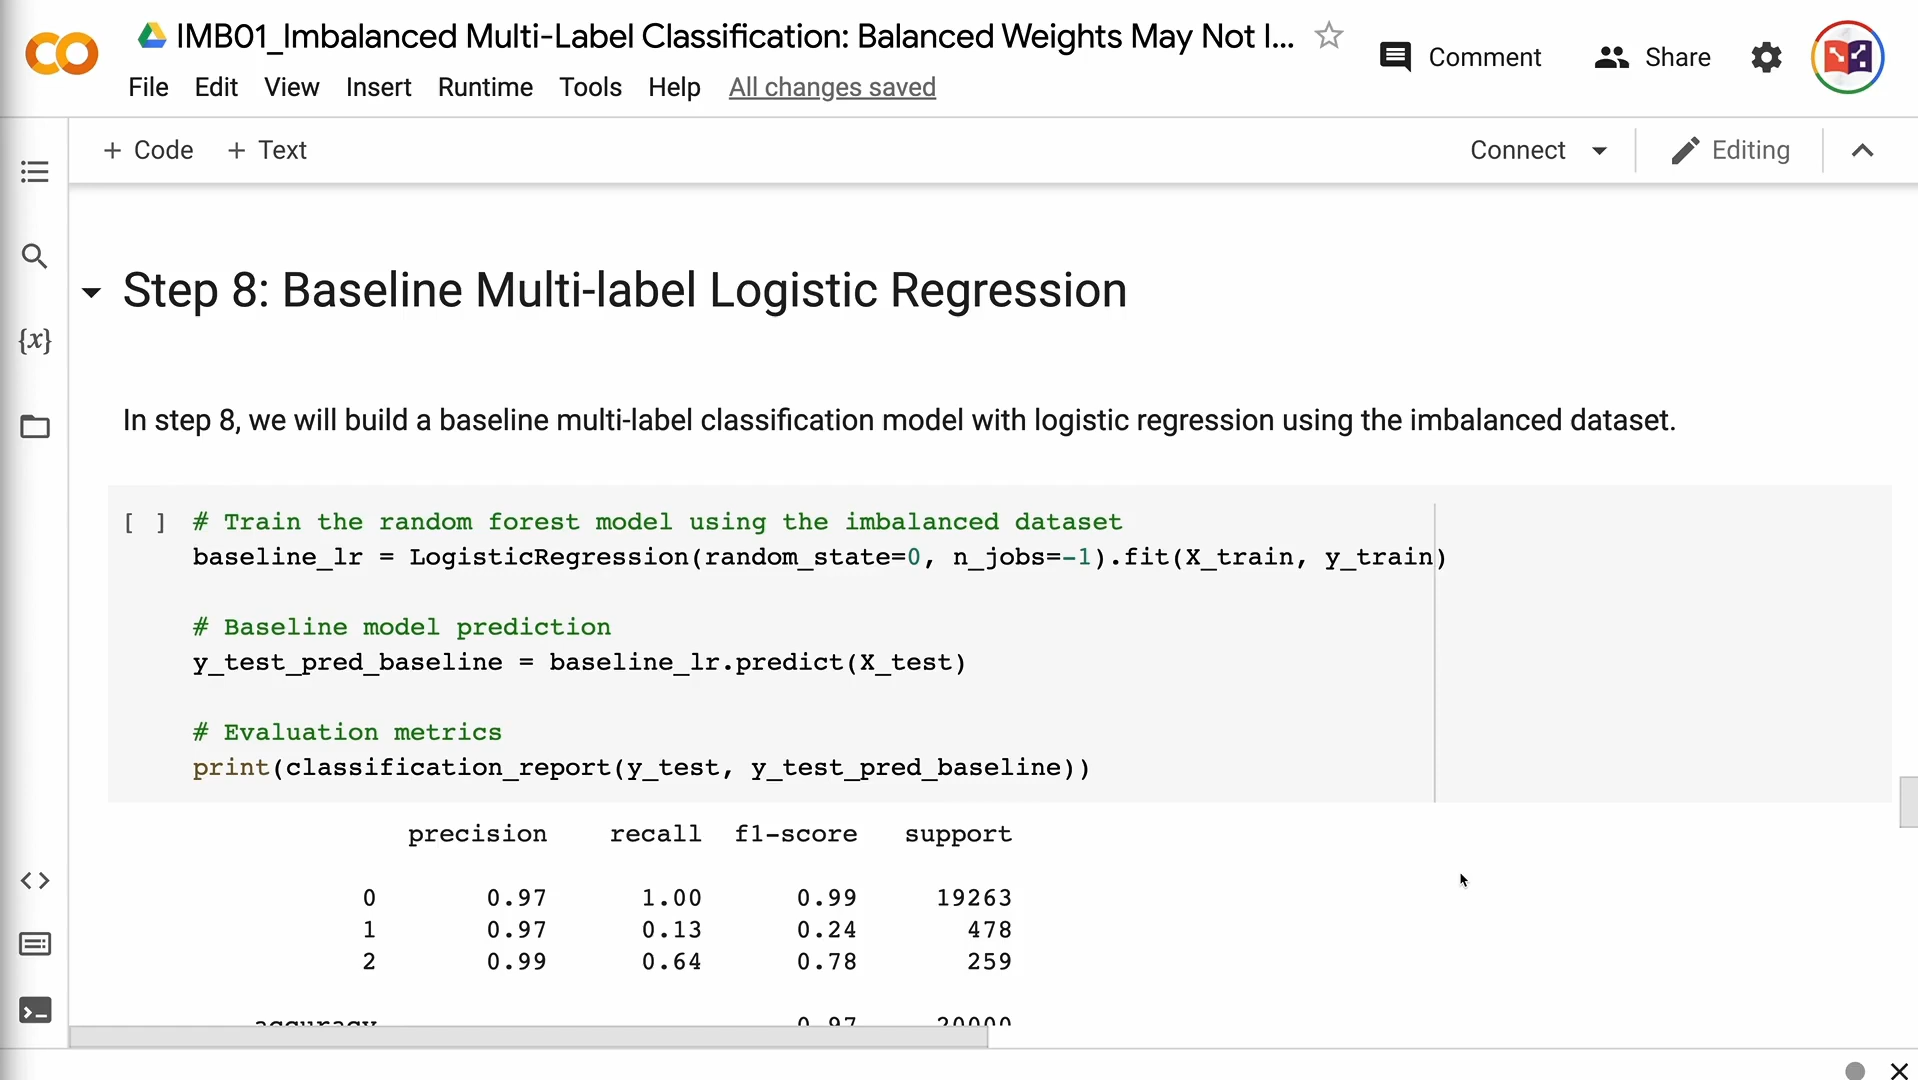 IMB01_Imbalanced Multi-Label Classification: Balanced Weights May Not I...
Comment
Share
File Edit View Insert Runtime Tools Help All changes saved
+ Code + Text
Connect
Editing
Step 8: Baseline Multi-label Logistic Regression
{x}
In step 8, we will build a baseline multi-label classification model with logistic regression using the imbalanced dataset.
[ ] # Train the random forest model using the imbalanced dataset
baseline_lr = LogisticRegression(random_state=0, n_jobs=-1).fit(X_train, y_train)
# Baseline model prediction
y_test_pred_baseline = baseline_lr.predict(X_test)
# Evaluation metrics
print(classification_report(y_test, y_test_pred_baseline))
precision recall f1-score support
0 0.97 1.00 0.99 19263
1 0.97 0.13 0.24 478
2 0.99 0.64 0.78 259
accuracy 0.97 20000